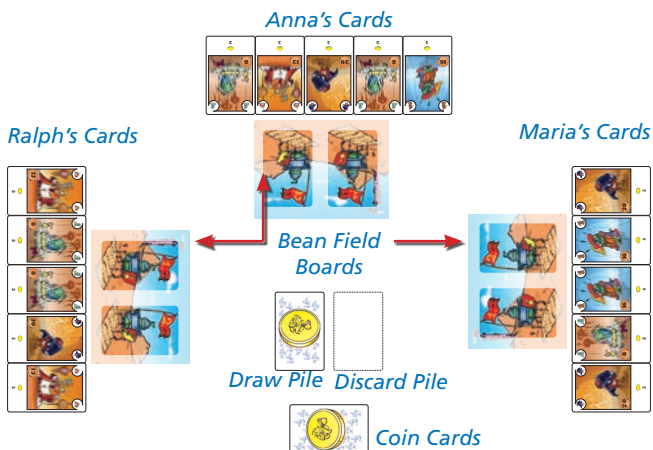 Anna's Cards
Ralph's Cards
Maria's Cards
Bean Field
Boards
Draw Pile Discard Pile
Coin Cards